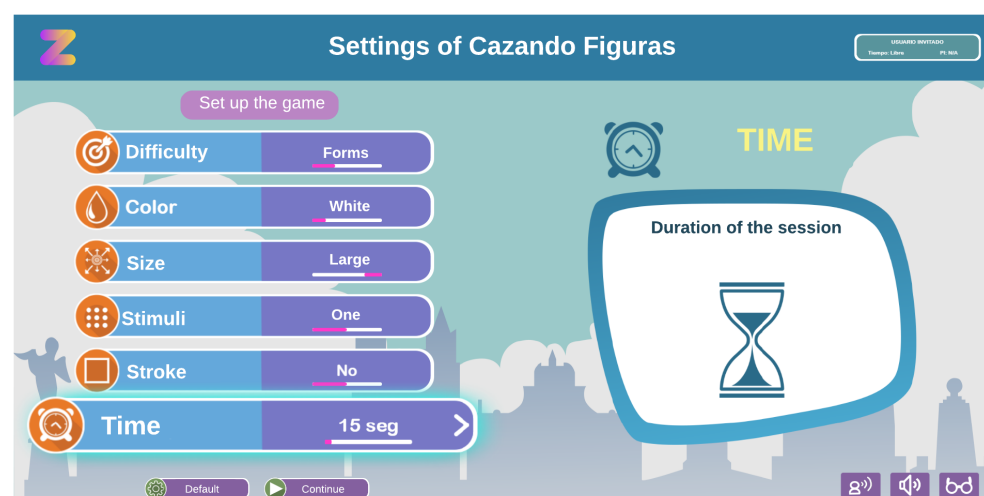 Z
Settings of Cazando Figuras
USUARIO INVITADO
Tiempo: Libre Pt: N/A
Set up the game
Difficulty Forms
Color White
Size Large
Stimuli One
Stroke No
Time 15 seg
Default Continue
TIME
Duration of the session